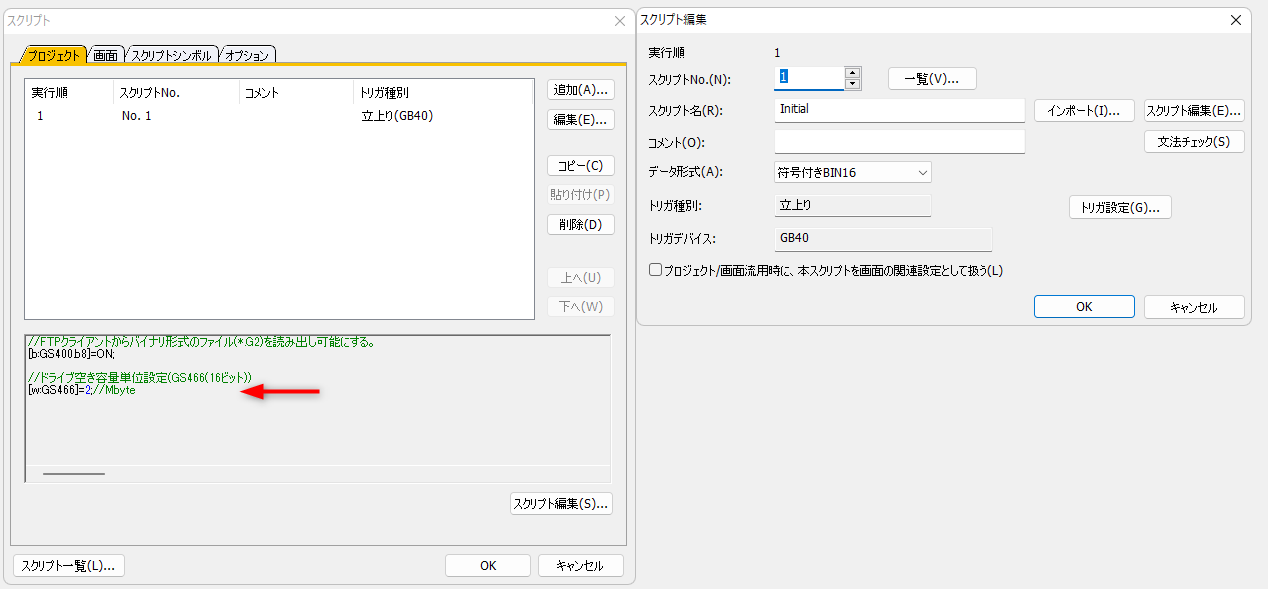 スクリプト
プロジェクト 画面 スクリプトシンボル オプション
実行順 スクリプトNo. コメント トリガ種別
1 No. 1 立上り(GB40)
追加(A)...
編集(E)...
コピー(C)
貼り付け(P)
削除(D)
上へ(U)
下へ(W)
//FTPクライアントからバイナリ形式のファイル(*.G2)を読み出し可能にする。
[b:GS400.b8]=ON;
//ドライブ空き容量単位設定(GS466(16ビット))
[w:GS466]=2;//Mbyte
スクリプト編集(S)...
スクリプト一覧(L)...
OK
キャンセル
スクリプト編集
実行順 1
スクリプトNo.(N): 1 一覧(V)...
スクリプト名(R): Initial インポート(I)... スクリプト編集(E)...
コメント(O): 文法チェック(S)
データ形式(A): 符号付きBIN16
トリガ種別: 立上り トリガ設定(G)...
トリガデバイス: GB40
プロジェクト/画面流用時に、本スクリプトを画面の関連設定として扱う(L)
OK
キャンセル